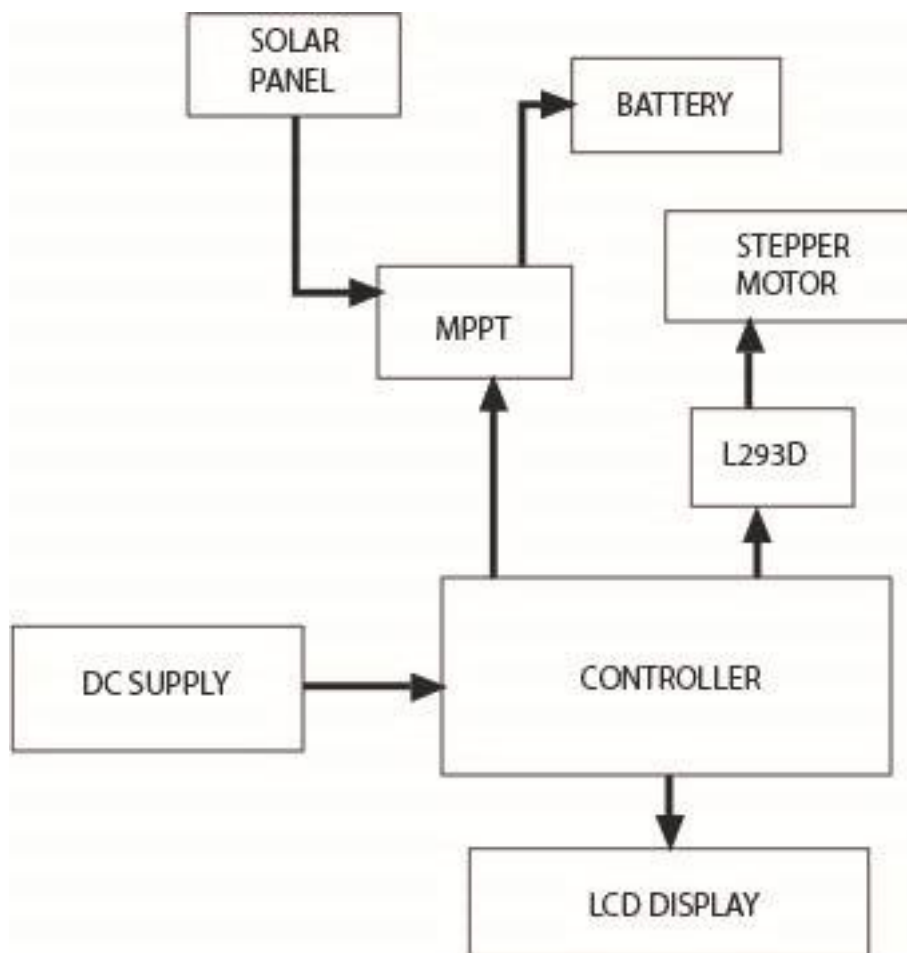 SOLAR
PANEL
BATTERY
STEPPER
MOTOR
MPPT
L293D
DC SUPPLY
CONTROLLER
LCD DISPLAY